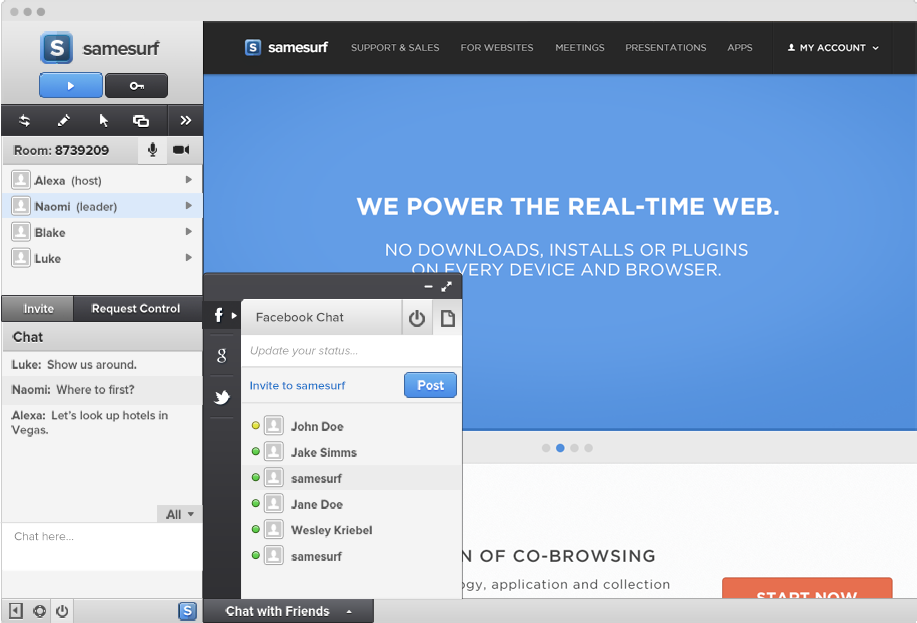 S samesurf
Room: 8739209
Alexa (host)
Naomi (leader)
Blake
Luke
Invite Request Control
Chat
Luke: Show us around.
Naomi: Where to first?
Alexa: Let's look up hotels in
Vegas.
All
Chat here...
S
S samesurf SUPPORT & SALES FOR WEBSITES MEETINGS PRESENTATIONS APPS MY ACCOUNT
WE POWER THE REAL-TIME WEB.
NO DOWNLOADS, INSTALLS OR PLUGINS
ON EVERY DEVICE AND BROWSER.
f Facebook Chat
g
Update your status...
Invite to samesurf Post
John Doe
Jake Simms
samesurf
Jane Doe
Wesley Kriebel
samesurf
Chat with Friends
N OF CO-BROWSING
ogy, application and collection
START NOW